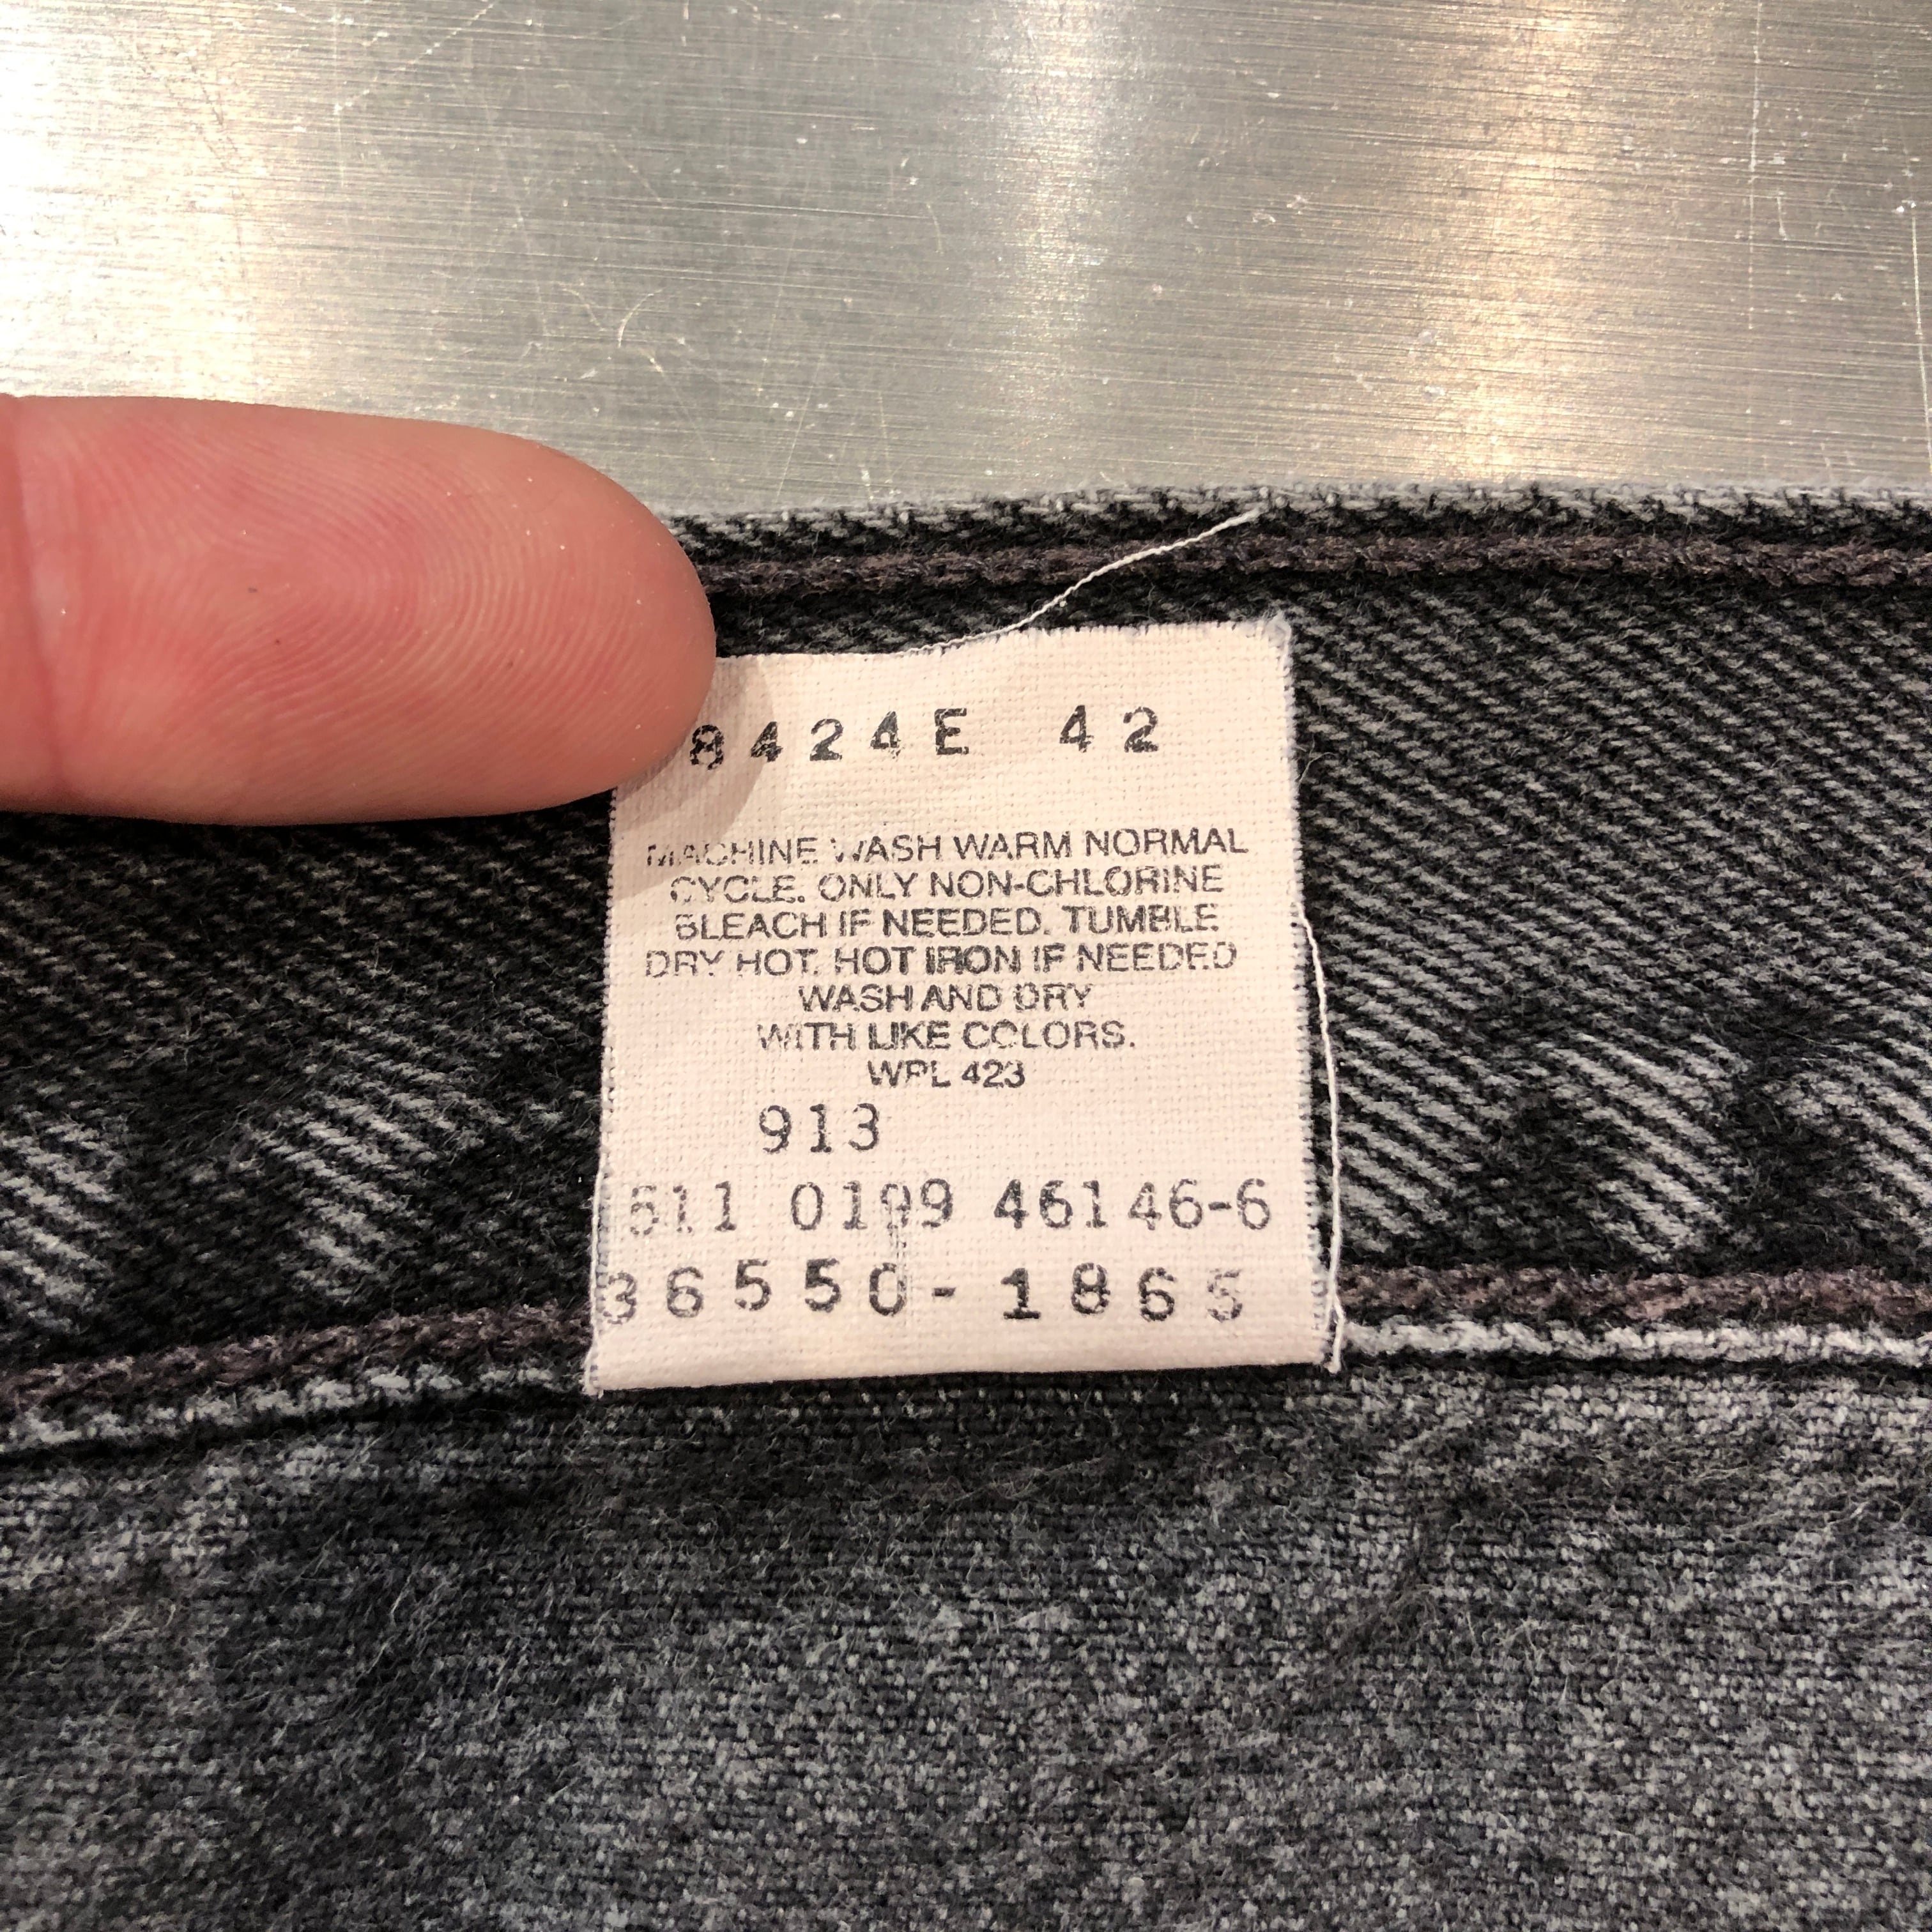 8424E 42
MACHINE WASH WARM NORMAL
CYCLE. ONLY NON-CHLORINE
BLEACH IF NEEDED. TUMBLE
DRY HOT. HOT IRON IF NEEDED
WASH AND DRY
WITH LIKE COLORS.
WPL 423
913
511 0199 46146-6
36550-1865